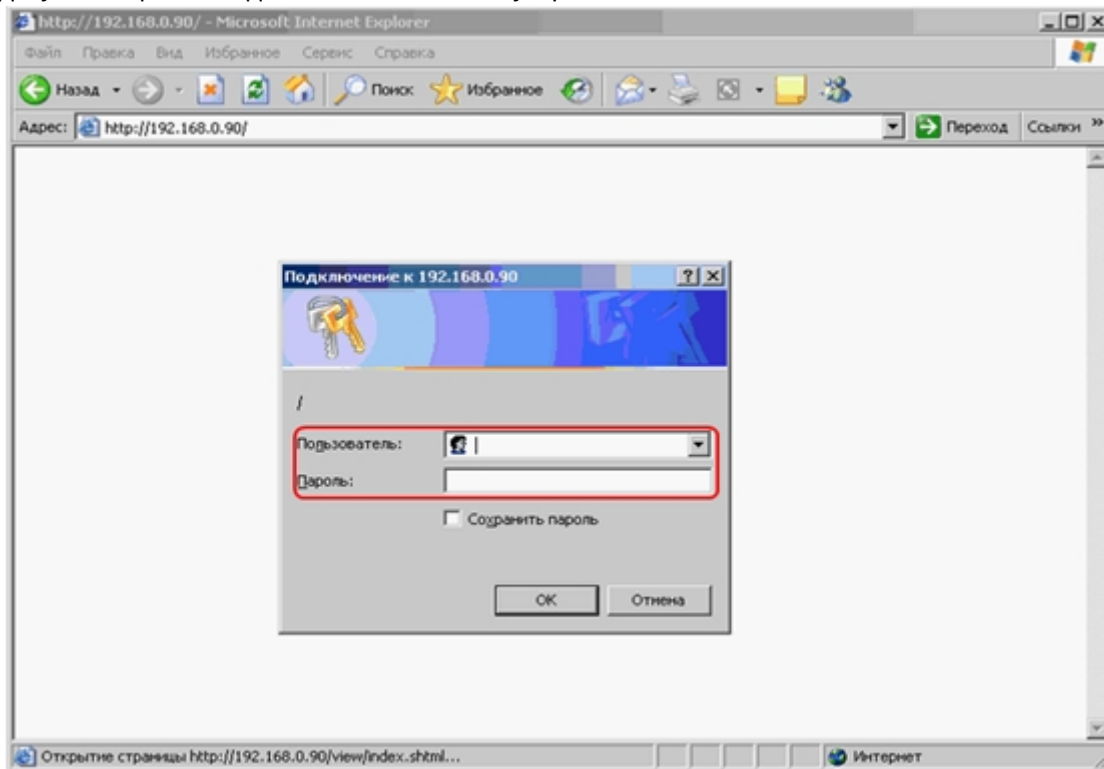 http://192.168.0.90/ - Microsoft Internet Explorer
Файл Правка Вид Избранное Сервис Справка
Назад Поиск Избранное
Адрес: http://192.168.0.90/ Переход Ссылки »
Подключение к 192.168.0.90
/
Пользователь:
Пароль:
Сохранить пароль
OK Отмена
Открытие страницы http://192.168.0.90/view/index.shtml... Интернет